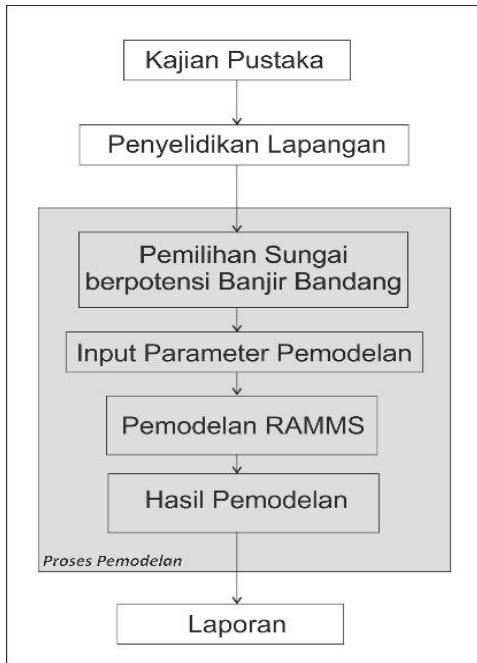 Kajian Pustaka
Penyelidikan Lapangan
Pemilihan Sungai
berpotensi Banjir Bandang
Input Parameter Pemodelan
Pemodelan RAMMS
Hasil Pemodelan
Proses Pemodelan
Laporan